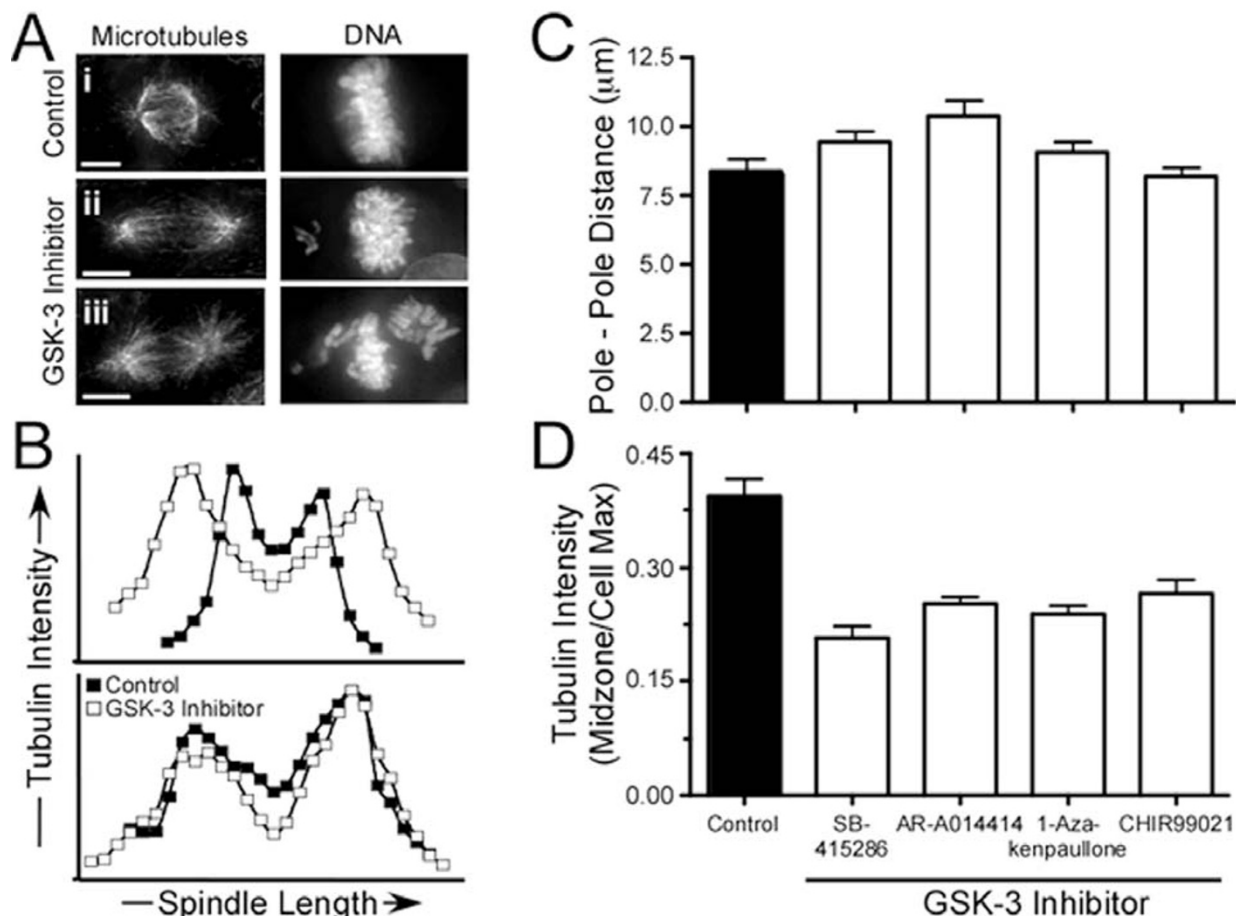 A
Microtubules
DNA
Control
GSK-3 Inhibitor
i
ii
iii
B
Tubulin Intensity
■ Control
□ GSK-3 Inhibitor
Spindle Length
C
Pole - Pole Distance (μm)
12.5
10.0
7.5
5.0
2.5
0.0
D
Tubulin Intensity
(Midzone/Cell Max)
0.45
0.30
0.15
0.00
Control
SB-
415286
AR-A014414
1-Aza-
kenpaullone
CHIR99021
GSK-3 Inhibitor